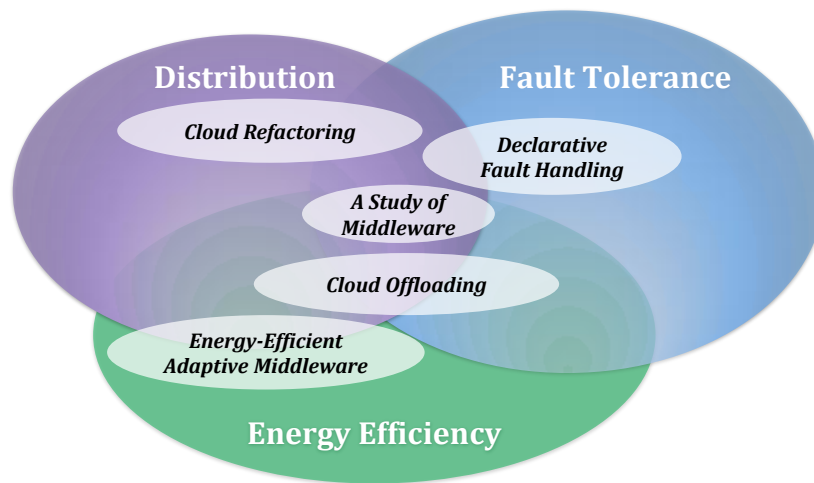 Distribution
Fault Tolerance
Cloud Refactoring
Declarative
Fault Handling
A Study of
Middleware
Cloud Offloading
Energy-Efficient
Adaptive Middleware
Energy Efficiency